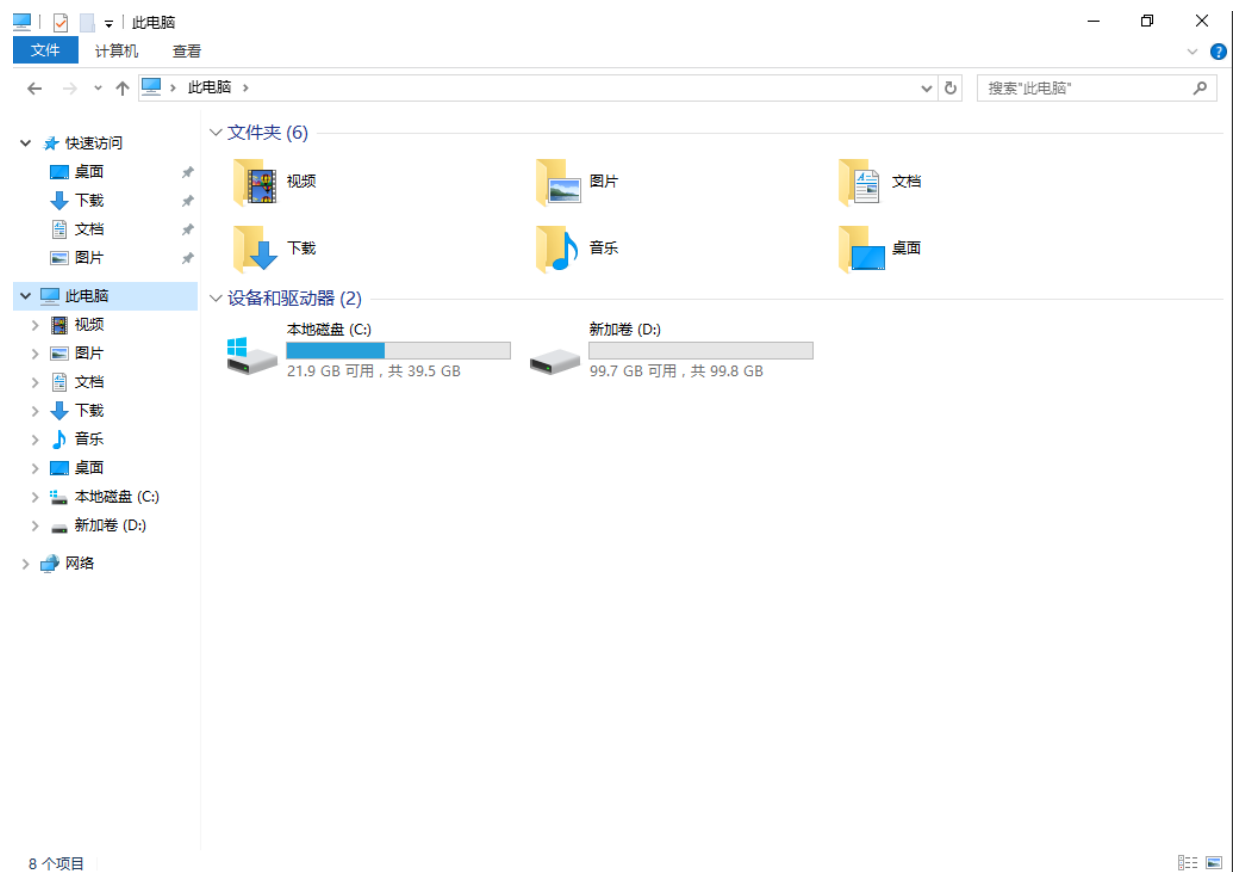 此电脑
文件 计算机 查看
此电脑 搜索"此电脑"
快速访问
桌面
下载
文档
图片
此电脑
视频
图片
文档
下载
音乐
桌面
本地磁盘 (C:)
新加卷 (D:)
网络
文件夹 (6)
视频 图片 文档
下载 音乐 桌面
设备和驱动器 (2)
本地磁盘 (C:) 新加卷 (D:)
21.9 GB 可用，共 39.5 GB 99.7 GB 可用，共 99.8 GB
8 个项目